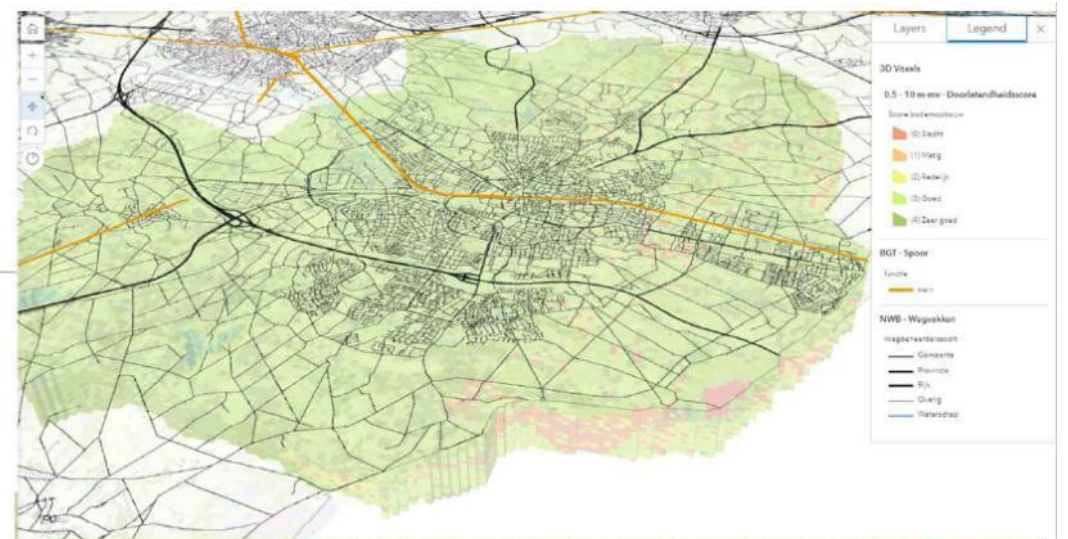 Layers
Legend
3D Voxels
0.5 - 10 m-mv - Doorlatendheidsscore
Score bodemopbouw
(0) Slecht
(1) Matig
(2) Redelijk
(3) Goed
(4) Zeer goed
BGT - Spoor
functie
trein
NWB - Wegvakken
Wegbeheerdersoort
Gemeente
Provincie
Rijk
Overig
Waterschap